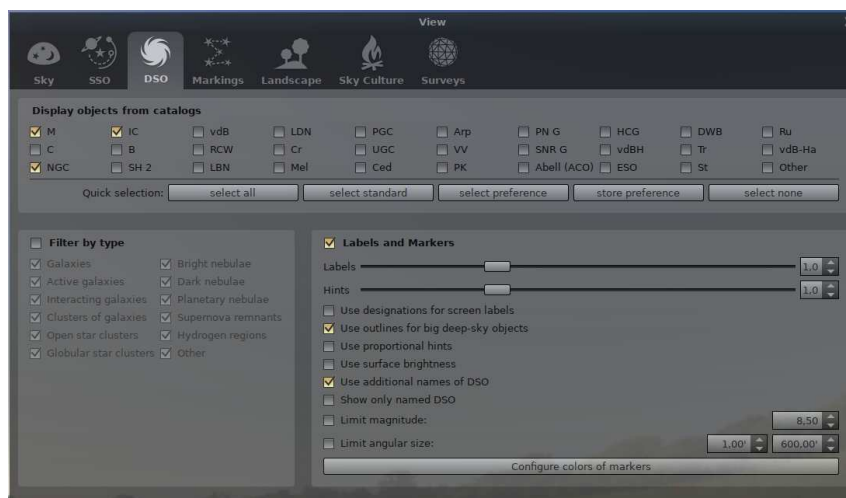 View
Sky SSO DSO Markings Landscape Sky Culture Surveys
Display objects from catalogs
M IC vdB LDN PGC Arp PN G HCG DWB Ru
C B RCW Cr UGC VV SNR G vdBH Tr vdB-Ha
NGC SH 2 LBN Mel Ced PK Abell (ACO) ESO St Other
Quick selection: select all select standard select preference store preference select none
Filter by type
Galaxies Bright nebulae
Active galaxies Dark nebulae
Interacting galaxies Planetary nebulae
Clusters of galaxies Supernova remnants
Open star clusters Hydrogen regions
Globular star clusters Other
Labels and Markers
Labels 1,0
Hints 1,0
Use designations for screen labels
Use outlines for big deep-sky objects
Use proportional hints
Use surface brightness
Use additional names of DSO
Show only named DSO
Limit magnitude: 8,50
Limit angular size: 1,00' 600,00'
Configure colors of markers